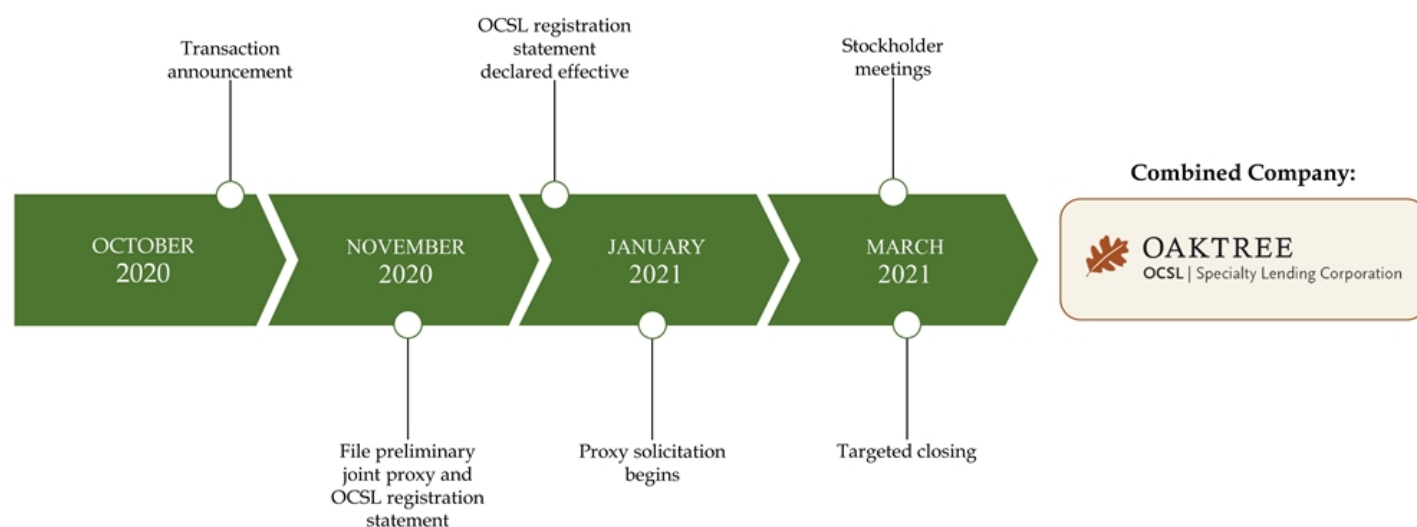 Transaction
announcement
OCSL registration
statement
declared effective
Stockholder
meetings
OCTOBER
2020
NOVEMBER
2020
JANUARY
2021
MARCH
2021
Combined Company:
OAKTREE
OCSL | Specialty Lending Corporation
File preliminary
joint proxy and
OCSL registration
statement
Proxy solicitation
begins
Targeted closing